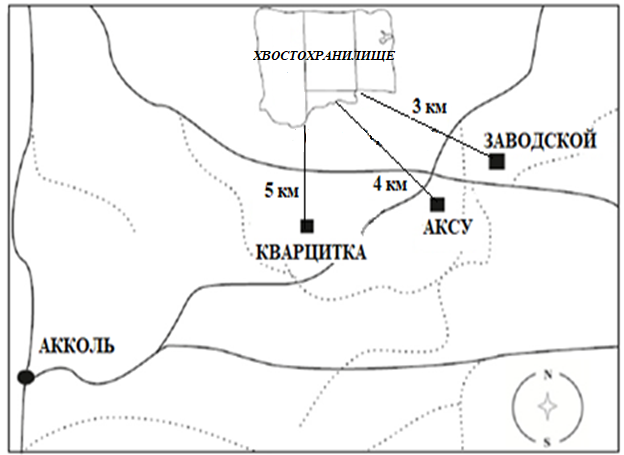 ХВОСТОХРАНИЛИЩЕ
3 км
ЗАВОДСКОЙ
4 км
5 км
АКСУ
КВАРЦИТКА
АККОЛЬ
N
S